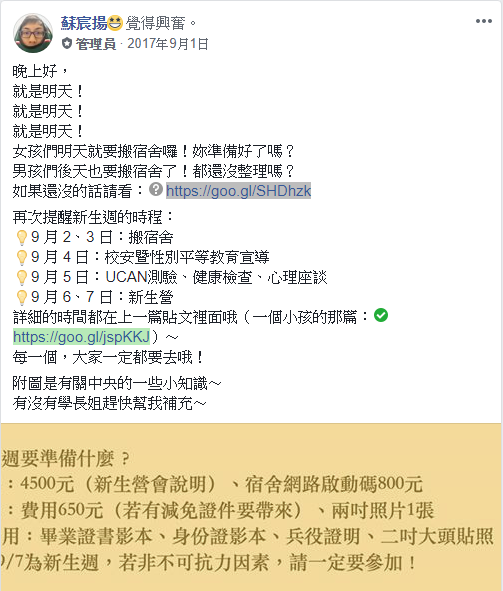 蘇宸揚😃覺得興奮。
管理員 · 2017年9月1日
晚上好，
就是明天！
就是明天！
就是明天！
女孩們明天就要搬宿舍囉！妳準備好了嗎？
男孩們後天也要搬宿舍了！都還沒整理嗎？
如果還沒的話請看：https://goo.gl/SHDhzk
再次提醒新生週的時程：
💡9 月 2、3 日：搬宿舍
💡9 月 4 日：校安暨性別平等教育宣導
💡9 月 5 日：UCAN測驗、健康檢查、心理座談
💡9 月 6、7 日：新生營
詳細的時間都在上一篇貼文裡面哦（一個小孩的那篇：
https://goo.gl/jspKKJ）～
每一個，大家一定都要去哦！
附圖是有關中央的一些小知識～
有沒有學長姐趕快幫我補充～
週要準備什麼？
：4500元（新生營會說明）、宿舍網路啟動碼800元
：費用650元（若有減免證件要帶來）、兩吋照片1張
用：畢業證書影本、身份證影本、兵役證明、二吋大頭貼照
9/7為新生週，若非不可抗力因素，請一定要參加！